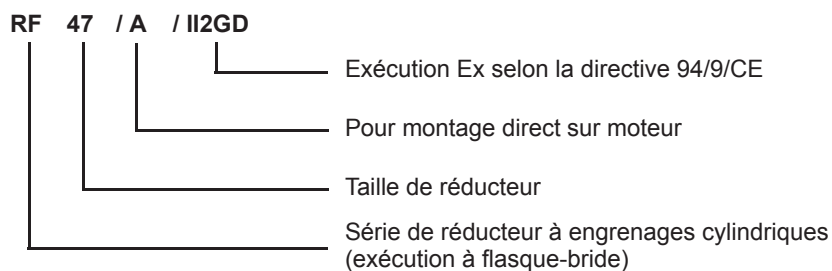 RF 47 / A / II2GD
Exécution Ex selon la directive 94/9/CE
Pour montage direct sur moteur
Taille de réducteur
Série de réducteur à engrenages cylindriques
(exécution à flasque-bride)